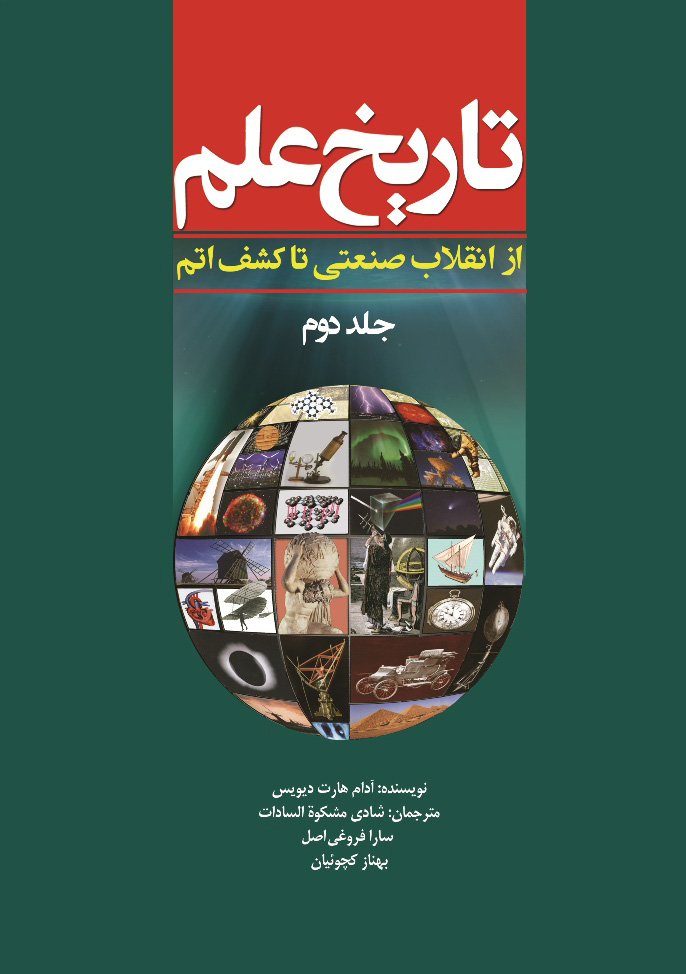 تاریخ علم
از انقلاب صنعتی تا کشف اتم
جلد دوم
نویسنده: آدام هارت دیویس
مترجمان: شادی مشکوة السادات
سارا فروغی‌اصل
بهناز کچوئیان